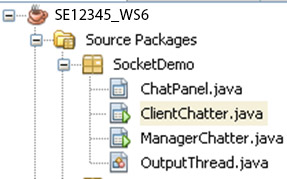 SE12345_WS6
Source Packages
SocketDemo
ChatPanel.java
ClientChatter.java
ManagerChatter.java
OutputThread.java